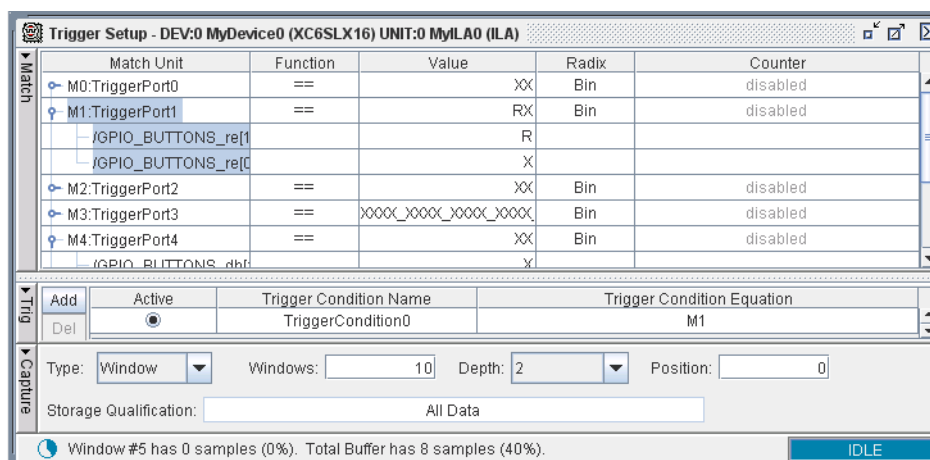 Trigger Setup - DEV:0 MyDevice0 (XC6SLX16) UNIT:0 MyILA0 (ILA)
Match
Match Unit Function Value Radix Counter
M0:TriggerPort0 == XX Bin disabled
M1:TriggerPort1 == RX Bin disabled
/GPIO_BUTTONS_re[1 R
/GPIO_BUTTONS_re[0 X
M2:TriggerPort2 == XX Bin disabled
M3:TriggerPort3 == XXXX_XXXX_XXXX_XXXX_ Bin disabled
M4:TriggerPort4 == XX Bin disabled
/GPIO_BUTTONS_db[ X
Trig
Add Active Trigger Condition Name Trigger Condition Equation
Del TriggerCondition0 M1
Capture
Type: Window Windows: 10 Depth: 2 Position: 0
Storage Qualification: All Data
Window #5 has 0 samples (0%). Total Buffer has 8 samples (40%). IDLE